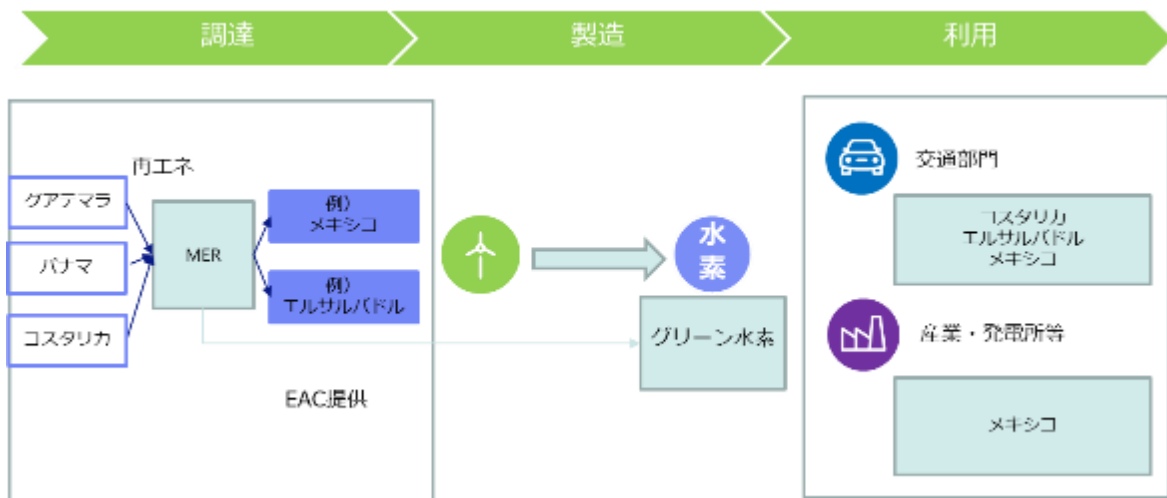 調達
製造
利用
再エネ
グアテマラ
パナマ
コスタリカ
MER
例）
メキシコ
例）
エルサルバドル
EAC提供
水
素
グリーン水素
交通部門
コスタリカ
エルサルバドル
メキシコ
産業・発電所等
メキシコ